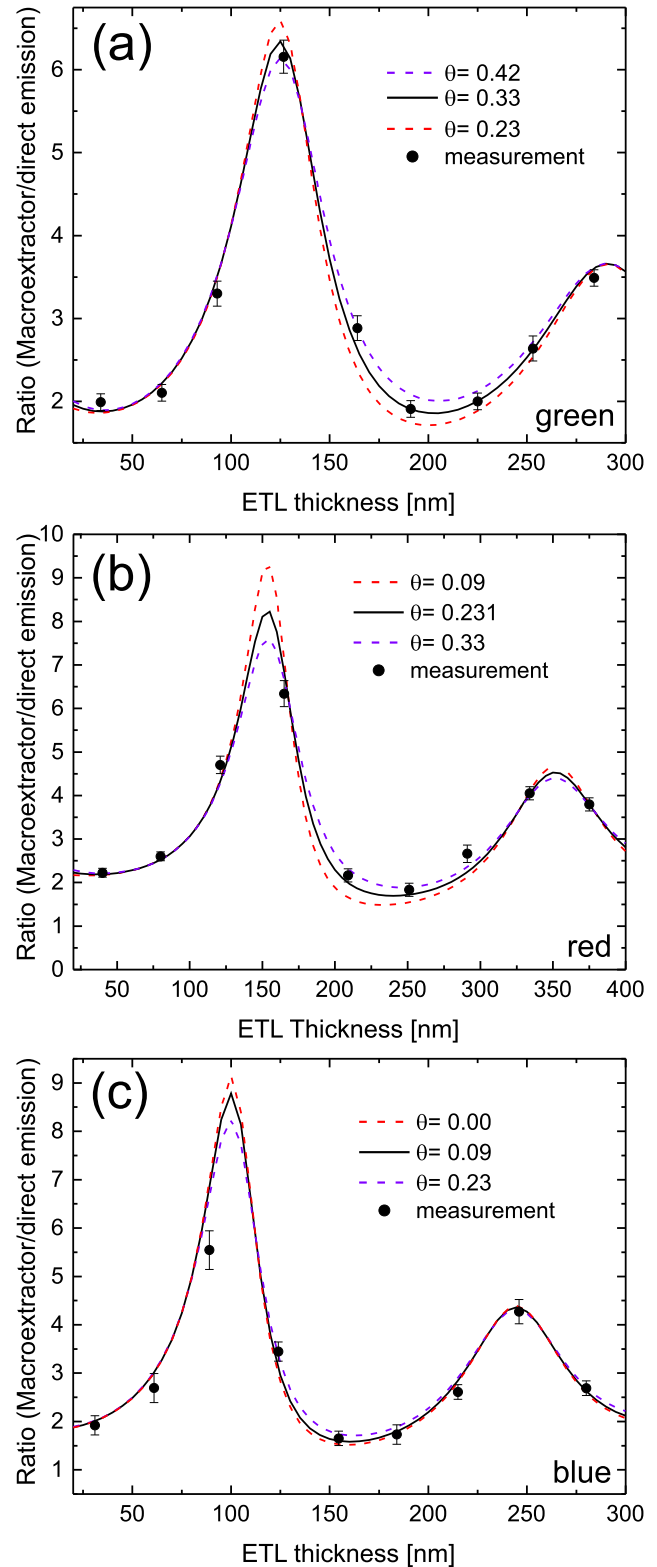 (a)
θ= 0.42
θ= 0.33
θ= 0.23
measurement
6
5
4
3
2
Ratio (Macroextractor/direct emission)
green
50 100 150 200 250 300
ETL thickness [nm]
(b)
θ= 0.09
θ= 0.231
θ= 0.33
measurement
10
9
8
7
6
5
4
3
2
1
0
Ratio (Macroextractor/direct emission)
red
50 100 150 200 250 300 350 400
ETL Thickness [nm]
(c)
θ= 0.00
θ= 0.09
θ= 0.23
measurement
9
8
7
6
5
4
3
2
1
Ratio (Macroextractor/direct emission)
blue
50 100 150 200 250 300
ETL thickness [nm]